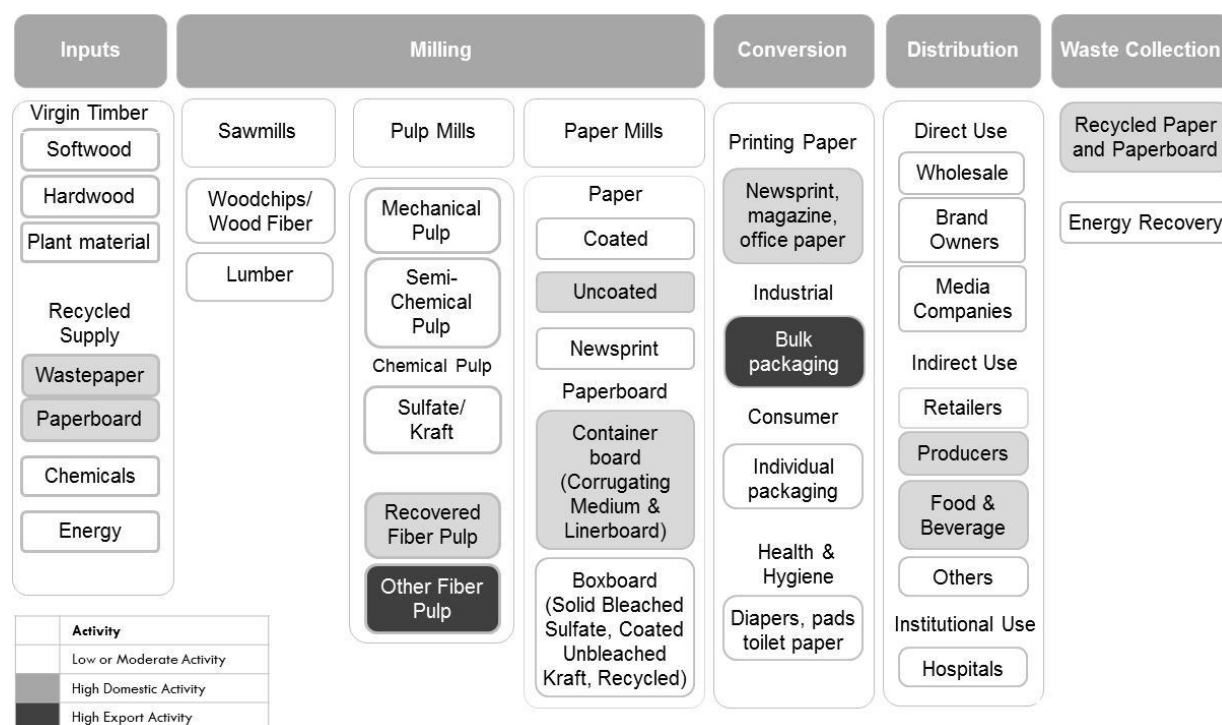 Inputs
Milling
Conversion
Distribution
Waste Collection
Virgin Timber
Softwood
Hardwood
Plant material
Recycled
Supply
Wastepaper
Paperboard
Chemicals
Energy
Sawmills
Woodchips/
Wood Fiber
Lumber
Pulp Mills
Mechanical
Pulp
Semi-
Chemical
Pulp
Chemical Pulp
Sulfate/
Kraft
Recovered
Fiber Pulp
Other Fiber
Pulp
Paper Mills
Paper
Coated
Uncoated
Newsprint
Paperboard
Container
board
(Corrugating
Medium &
Linerboard)
Boxboard
(Solid Bleached
Sulfate, Coated
Unbleached
Kraft, Recycled)
Printing Paper
Newsprint,
magazine,
office paper
Industrial
Bulk
packaging
Consumer
Individual
packaging
Health &
Hygiene
Diapers, pads
toilet paper
Direct Use
Wholesale
Brand
Owners
Media
Companies
Indirect Use
Retailers
Producers
Food &
Beverage
Others
Institutional Use
Hospitals
Recycled Paper
and Paperboard
Energy Recovery
Activity
Low or Moderate Activity
High Domestic Activity
High Export Activity